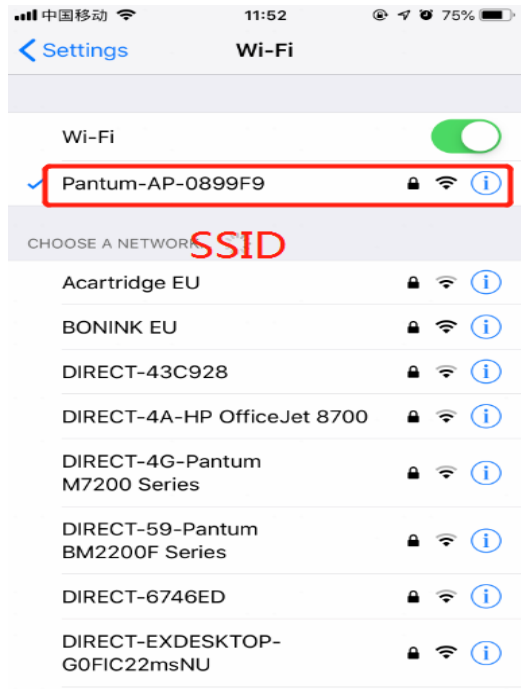 中国移动 11:52 75%
Settings Wi-Fi
Wi-Fi
Pantum-AP-0899F9
CHOOSE A NETWORK
SSID
Acartridge EU
BONINK EU
DIRECT-43C928
DIRECT-4A-HP OfficeJet 8700
DIRECT-4G-Pantum
M7200 Series
DIRECT-59-Pantum
BM2200F Series
DIRECT-6746ED
DIRECT-EXDESKTOP-
G0FIC22msNU